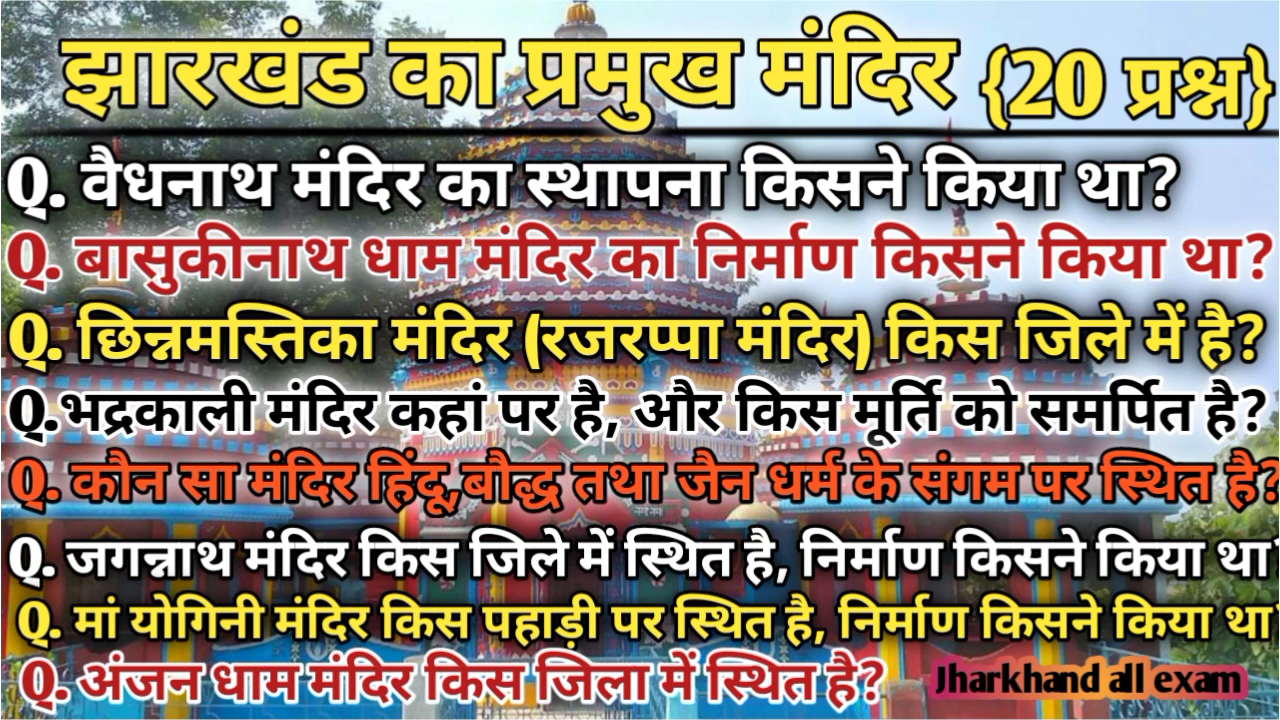 झारखंड का प्रमुख मंदिर {20 प्रश्न}
Q. वैधनाथ मंदिर का स्थापना किसने किया था?
Q. बासुकीनाथ धाम मंदिर का निर्माण किसने किया था?
Q. छिन्नमस्तिका मंदिर (रजरप्पा मंदिर) किस जिले में है?
Q.भद्रकाली मंदिर कहां पर है, और किस मूर्ति को समर्पित है?
Q. कौन सा मंदिर हिंदू,बौद्ध तथा जैन धर्म के संगम पर स्थित है?
Q. जगन्नाथ मंदिर किस जिले में स्थित है, निर्माण किसने किया था?
Q. मां योगिनी मंदिर किस पहाड़ी पर स्थित है, निर्माण किसने किया था
Q. अंजन धाम मंदिर किस जिला में स्थित है?
Jharkhand all exam